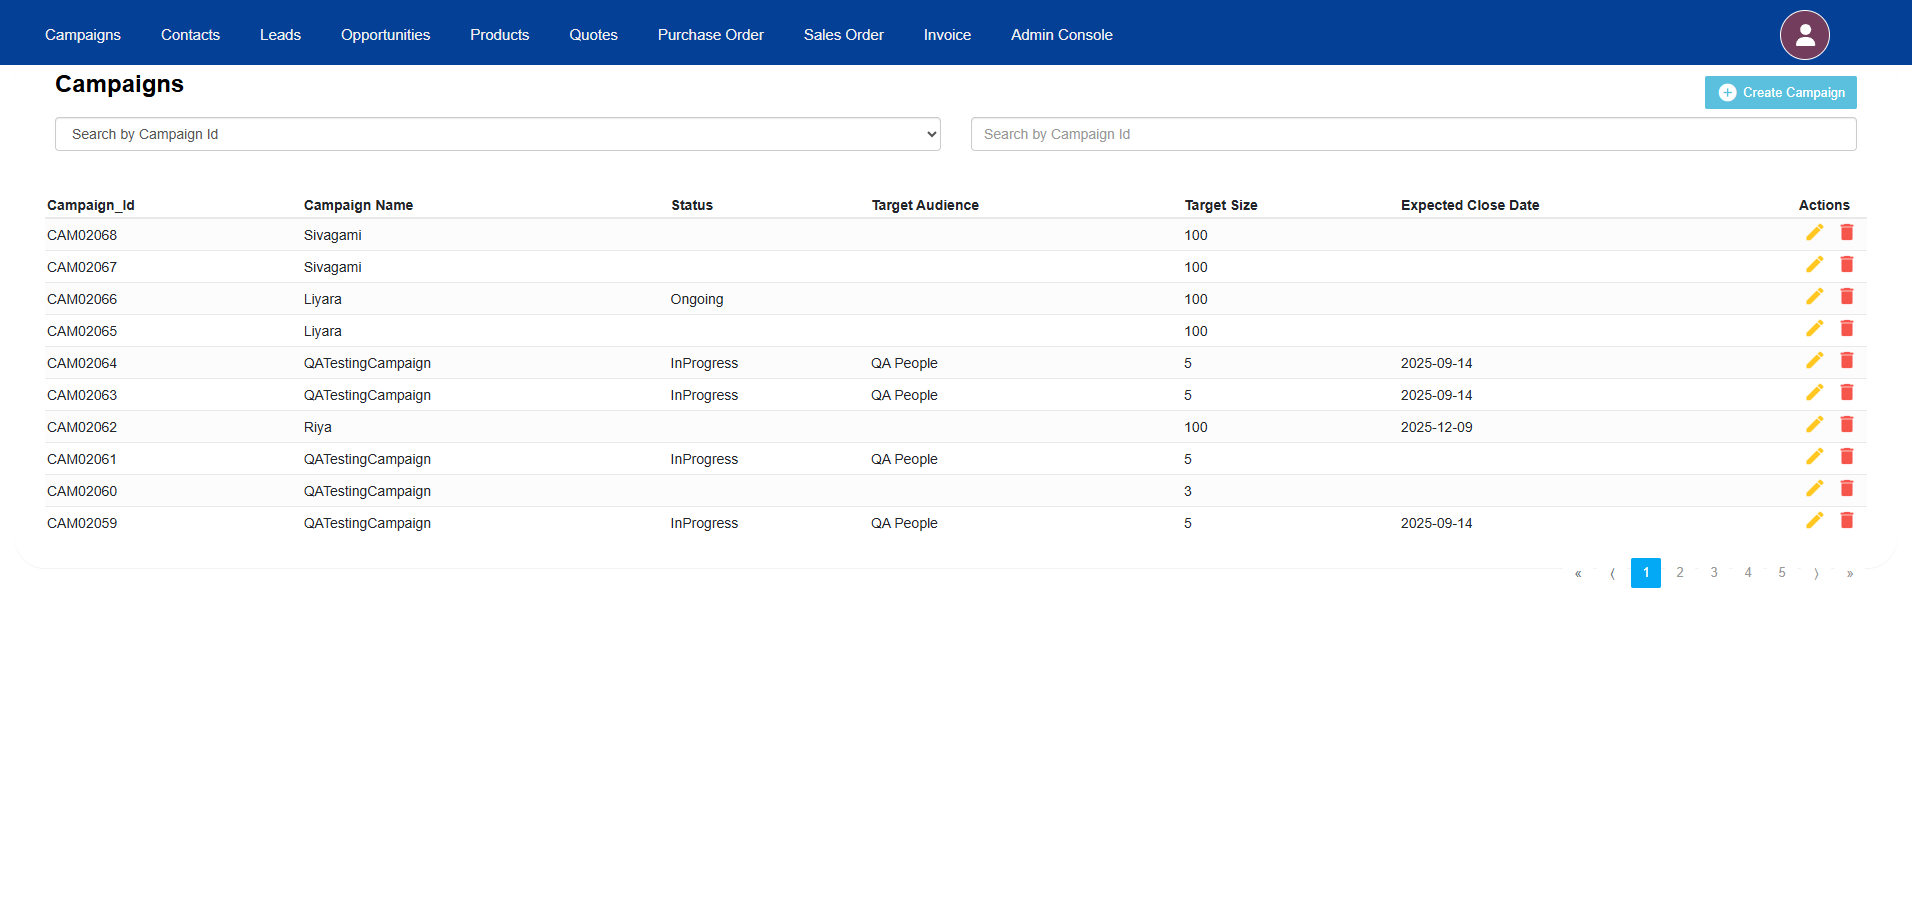 Campaigns Contacts Leads Opportunities Products Quotes Purchase Order Sales Order Invoice Admin Console
Campaigns
Create Campaign
Search by Campaign Id Search by Campaign Id
Campaign_Id Campaign Name Status Target Audience Target Size Expected Close Date Actions
CAM02068 Sivagami 100
CAM02067 Sivagami 100
CAM02066 Liyara Ongoing 100
CAM02065 Liyara 100
CAM02064 QATestingCampaign InProgress QA People 5 2025-09-14
CAM02063 QATestingCampaign InProgress QA People 5 2025-09-14
CAM02062 Riya 100 2025-12-09
CAM02061 QATestingCampaign InProgress QA People 5
CAM02060 QATestingCampaign 3
CAM02059 QATestingCampaign InProgress QA People 5 2025-09-14
« ⟨ 1 2 3 4 5 ⟩ »